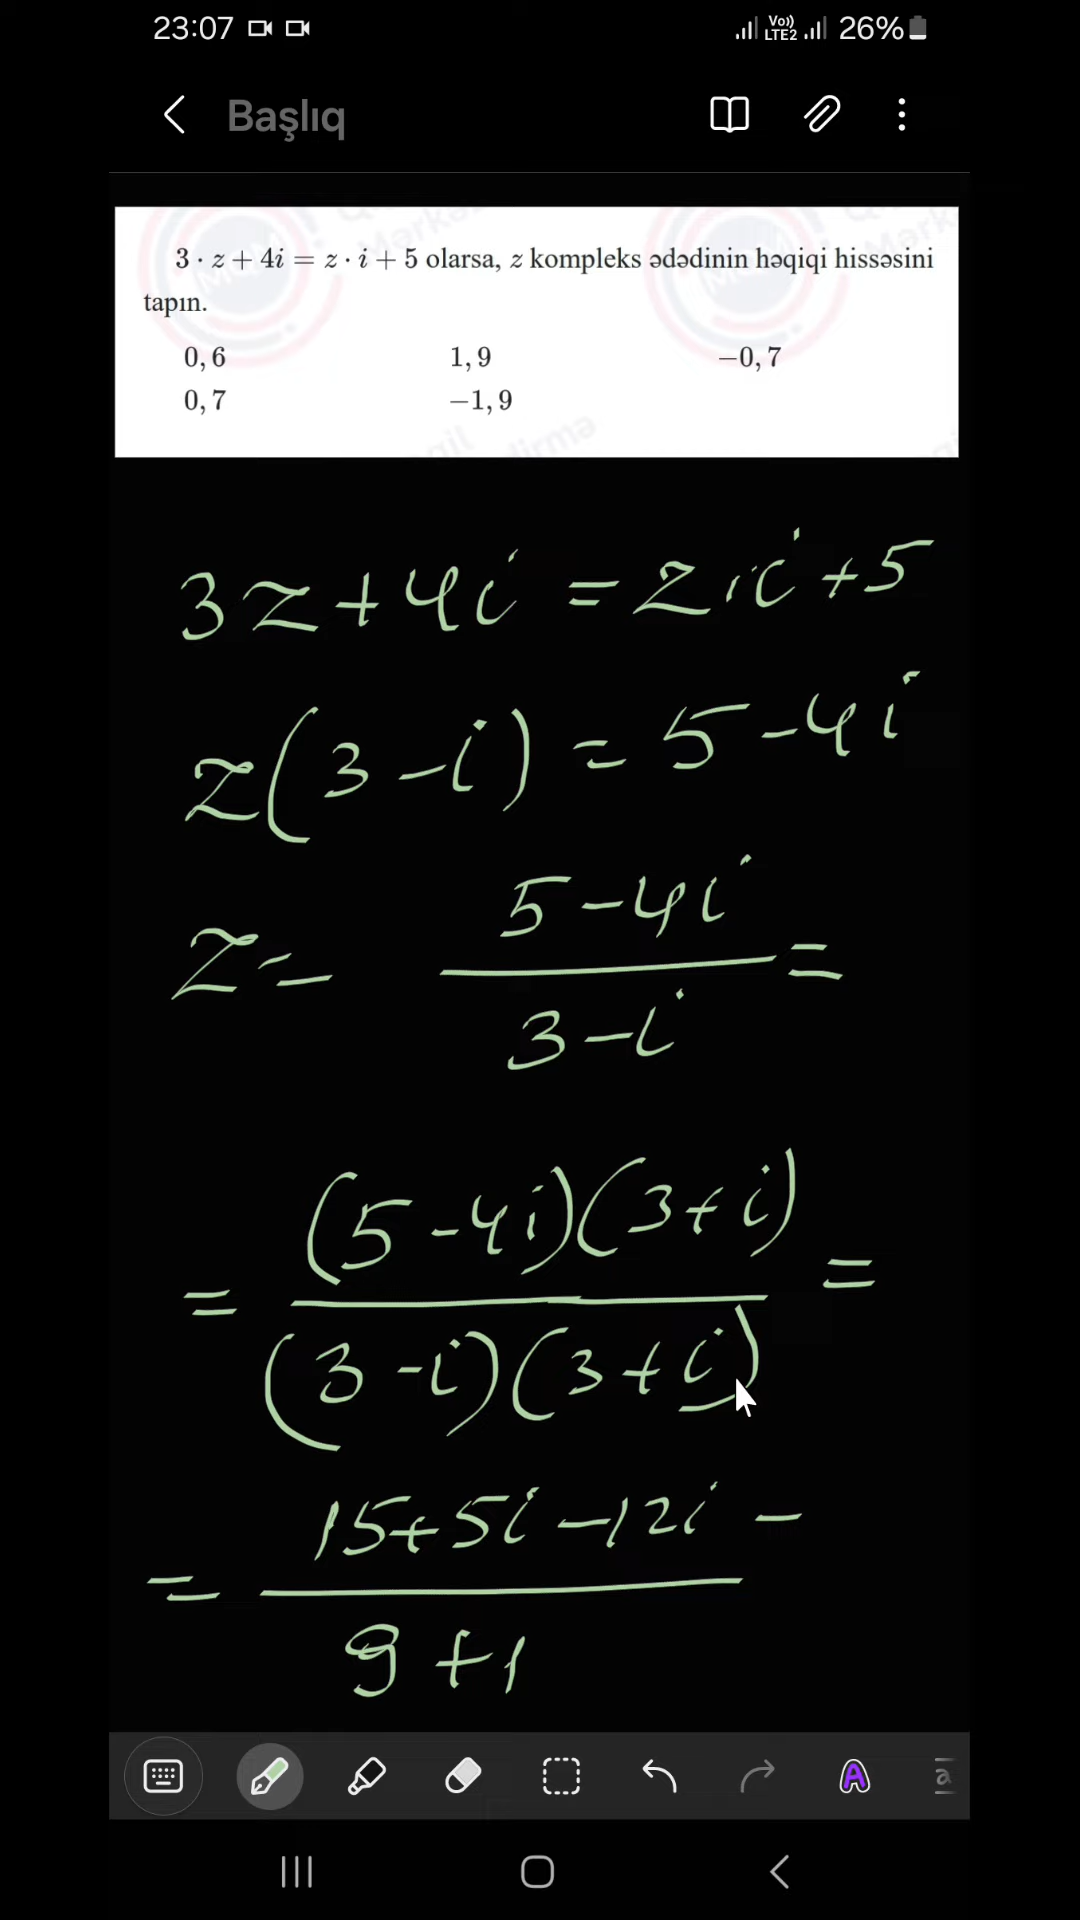 23:07 Vo)) LTE2 26%
Başlıq
3 · z + 4i = z · i + 5 olarsa, z kompleks ədədinin həqiqi hissəsini
tapın.
0, 6 1, 9 −0, 7
0, 7 −1, 9
3z + 4i = z · i + 5
z(3 - i) = 5 - 4i
z = 5 - 4i / 3 - i =
= (5 - 4i)(3 + i) / (3 - i)(3 + i) =
= 15 + 5i - 12i - / 9 + 1
A a